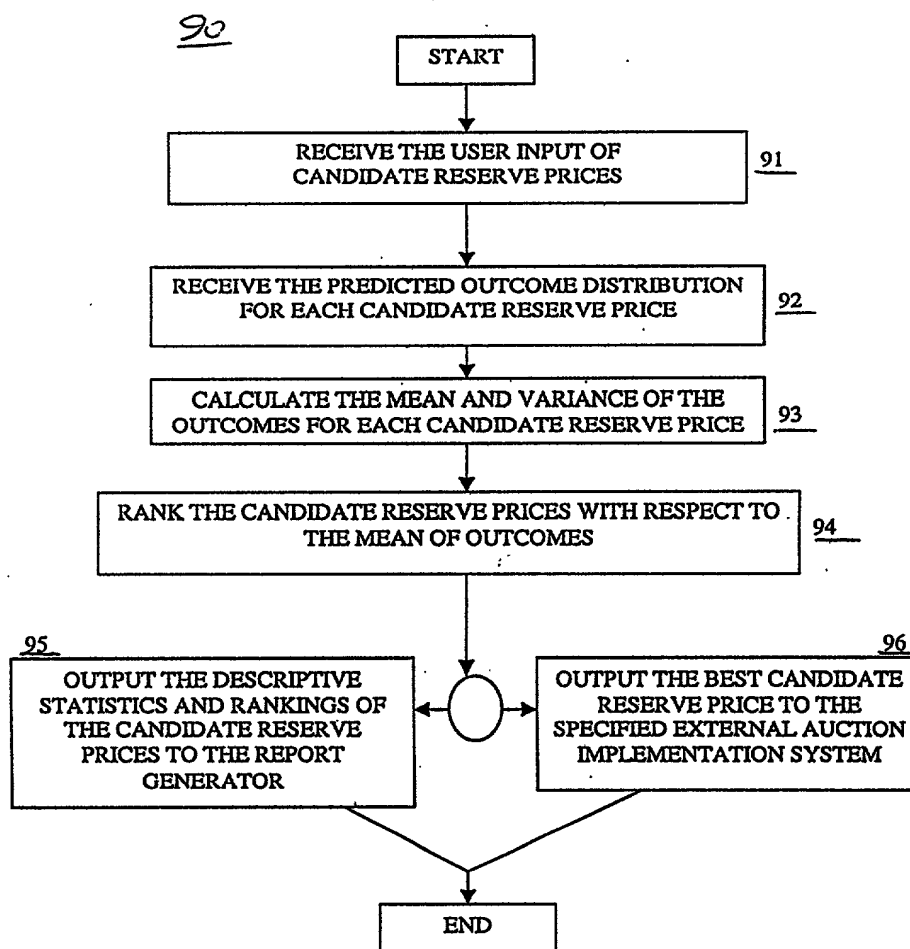 90
START
RECEIVE THE USER INPUT OF
CANDIDATE RESERVE PRICES
91
RECEIVE THE PREDICTED OUTCOME DISTRIBUTION
FOR EACH CANDIDATE RESERVE PRICE
92
CALCULATE THE MEAN AND VARIANCE OF THE
OUTCOMES FOR EACH CANDIDATE RESERVE PRICE
93
RANK THE CANDIDATE RESERVE PRICES WITH RESPECT TO
THE MEAN OF OUTCOMES
94
95
OUTPUT THE DESCRIPTIVE
STATISTICS AND RANKINGS OF
THE CANDIDATE RESERVE
PRICES TO THE REPORT
GENERATOR
96
OUTPUT THE BEST CANDIDATE
RESERVE PRICE TO THE
SPECIFIED EXTERNAL AUCTION
IMPLEMENTATION SYSTEM
END